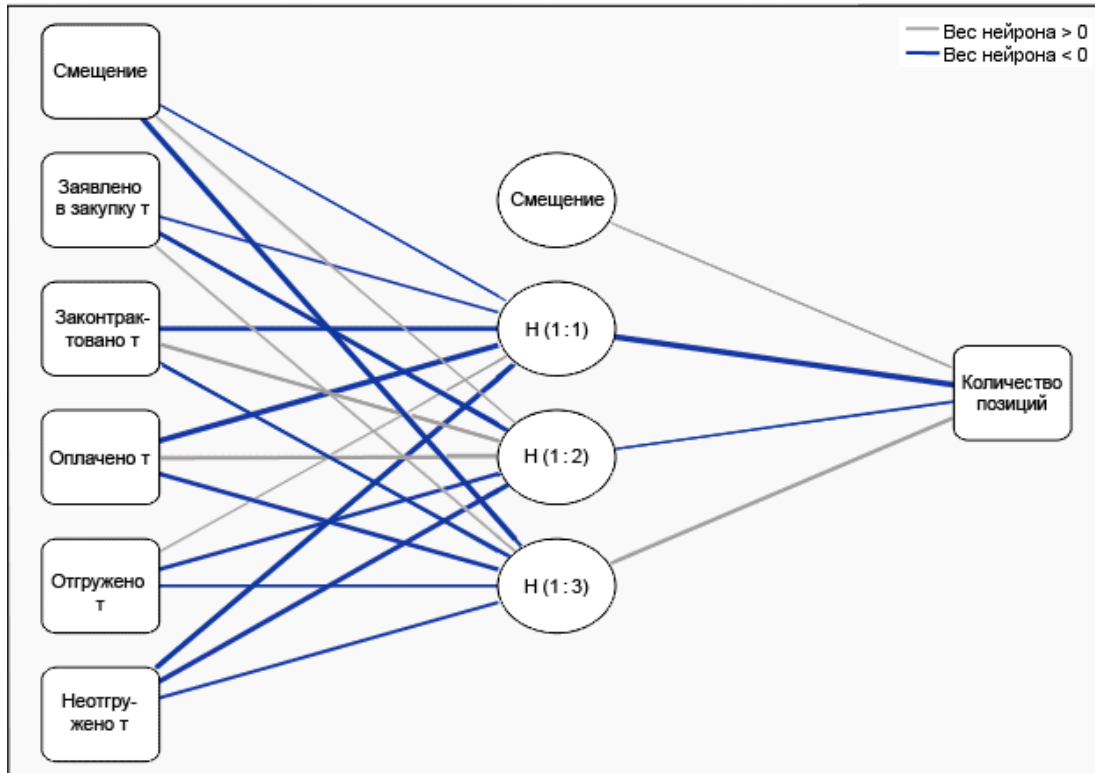 Вес нейрона > 0
Вес нейрона < 0
Смещение
Заявлено
в закупку т
Законтрак-
товано т
Оплачено т
Отгружено
т
Неотгру-
жено т
Смещение
H (1 : 1)
H (1 : 2)
H (1 : 3)
Количество
позиций